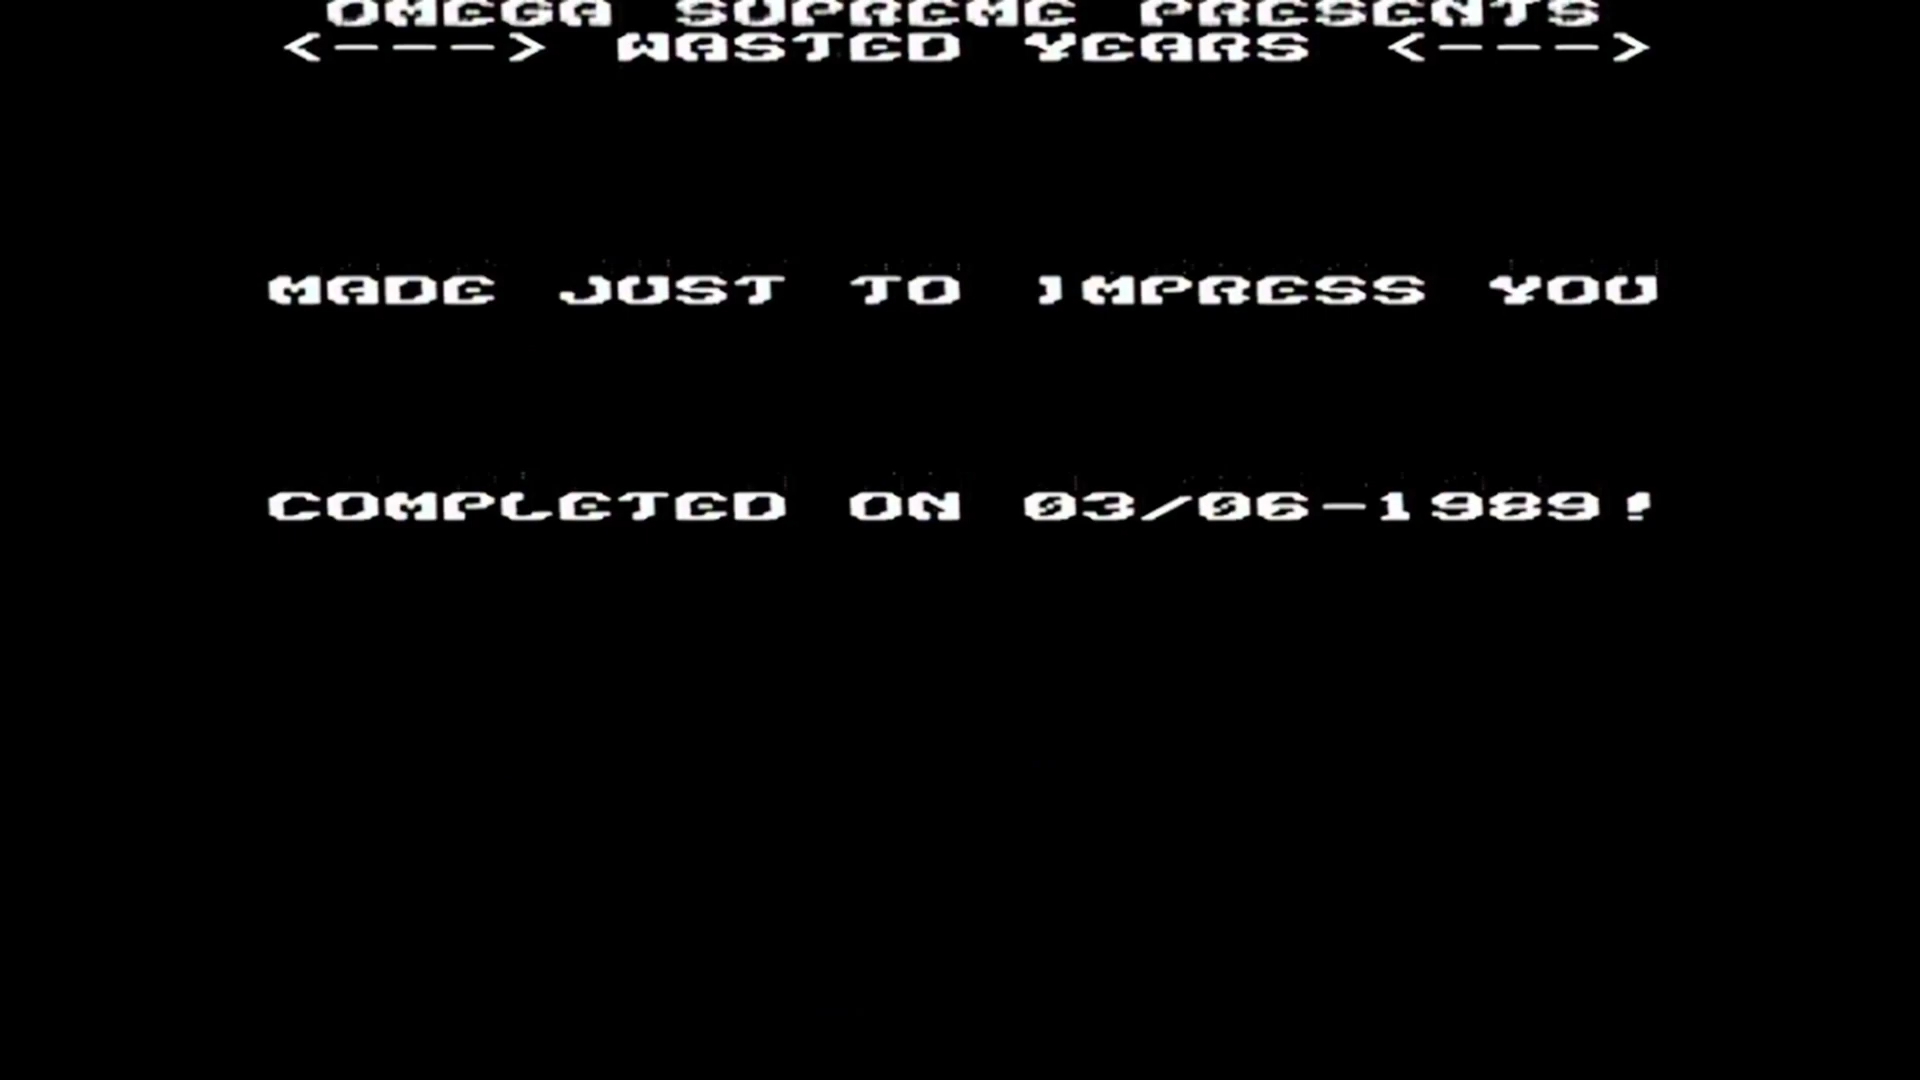 OMEGA SUPREME PRESENTS
<---> WASTED YEARS <--->
MADE JUST TO IMPRESS YOU
COMPLETED ON 03/06-1989!